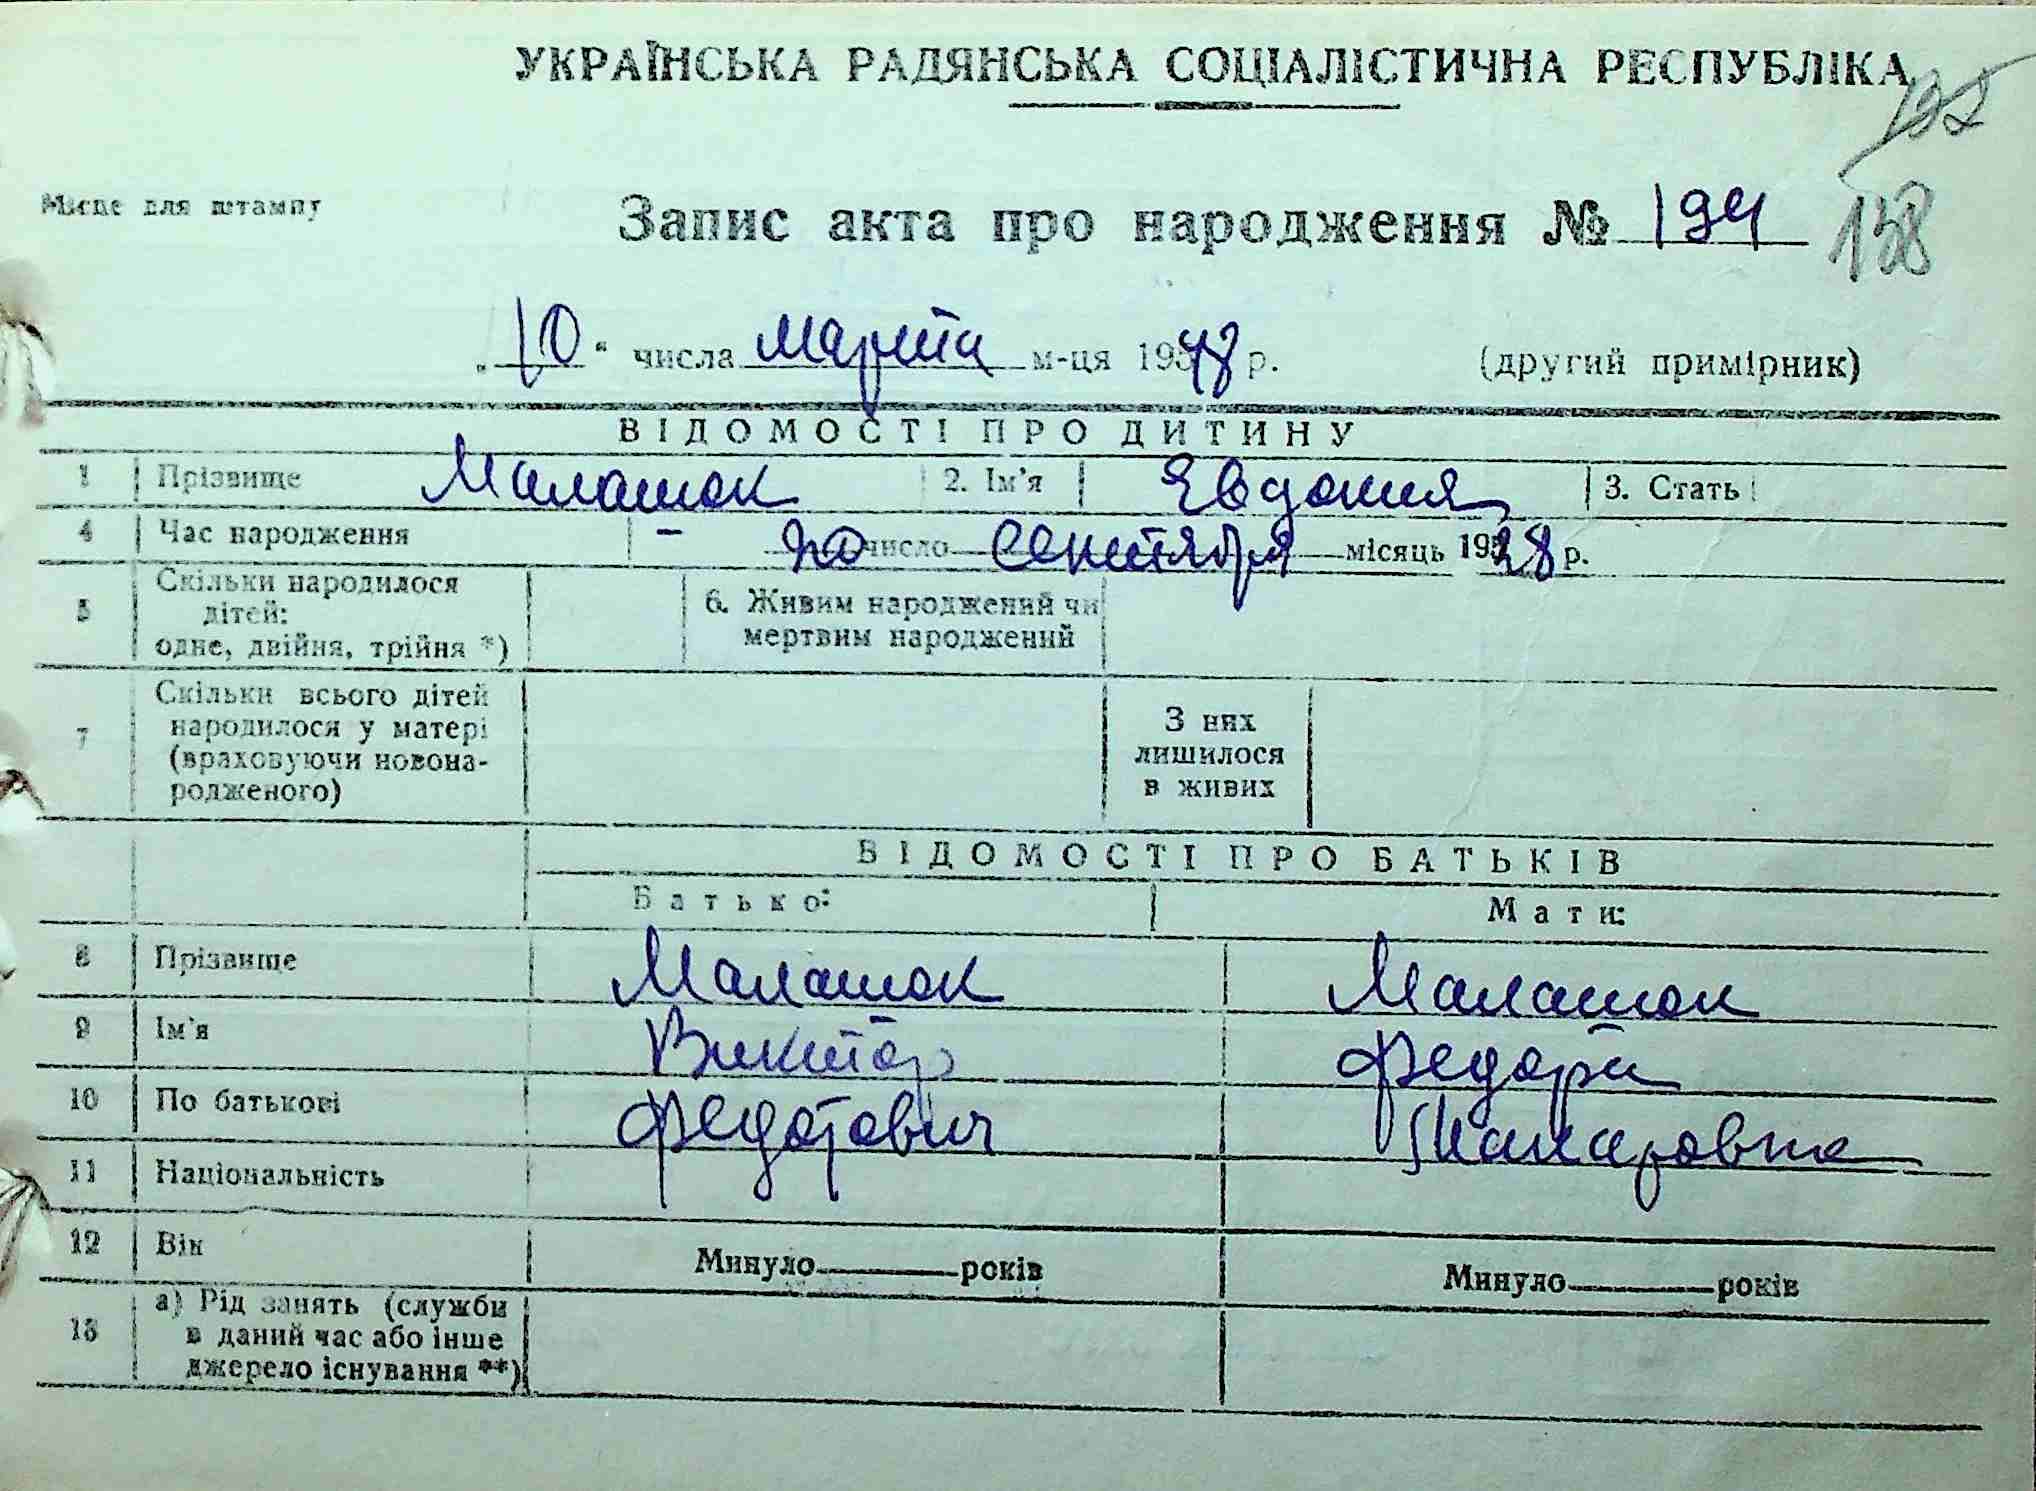 УКРАЇНСЬКА РАДЯНСЬКА СОЦІАЛІСТИЧНА РЕСПУБЛІКА
Місце для штампу
Запис акта про народження № 194
138
„ 10 “ числа марта м-ця 1948 р. (другий примірник)
ВІДОМОСТІ ПРО ДИТИНУ
1 Прізвище Малашок 2. Ім'я Явдокия 3. Стать
4 Час народження – 20 число сентября місяць 1928 р.
5 Скільки народилося дітей: одне, двійня, трійня *) 6. Живим народжений чи мертвим народжений
7 Скільки всього дітей народилося у матері (враховуючи новонародженого) З них лишилося в живих
ВІДОМОСТІ ПРО БАТЬКІВ
Батько: Мати:
8 Прізвище Малашок Малашок
9 Ім'я Виктор Федора
10 По батькові Федотович Макаровна
11 Національність
12 Вік Минуло років Минуло років
13 а) Рід занять (служби в даний час або інше джерело існування **)